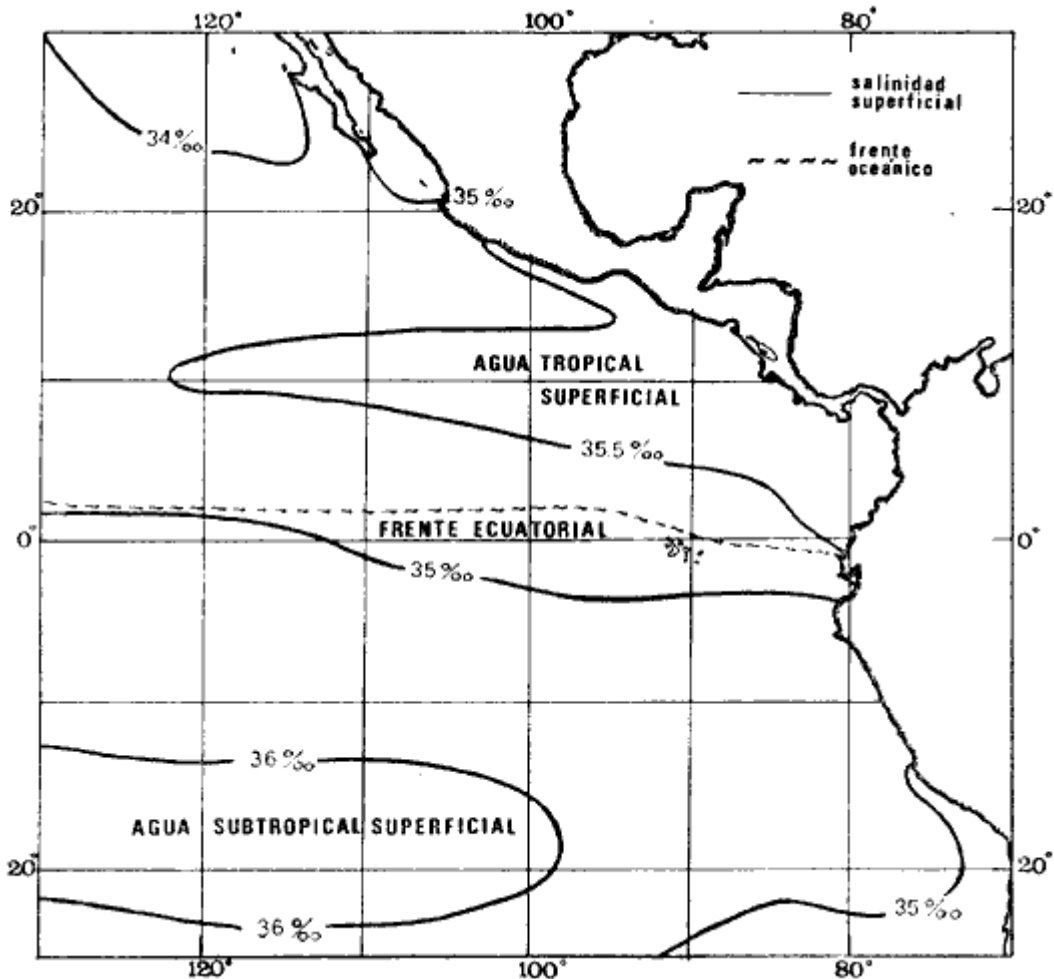 120°
100°
80°
salinidad
superficial
frente
oceánico
34‰
20°
35‰
20°
AGUA TROPICAL
SUPERFICIAL
35.5‰
0°
FRENTE ECUATORIAL
0°
35‰
36‰
AGUA SUBTROPICAL SUPERFICIAL
20°
20°
36‰
35‰
120°
100°
80°